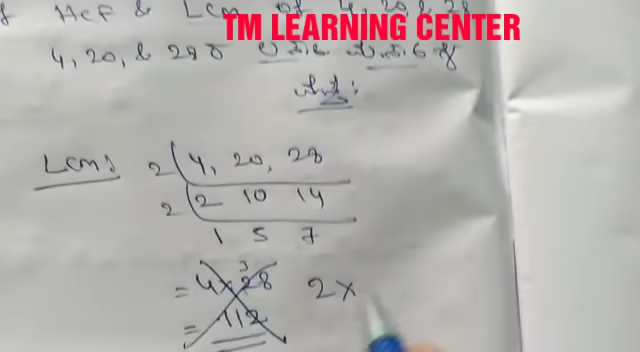 HCF & LCM of 4, 20 & 28
TM LEARNING CENTER
4, 20, & 28ರ
LCM: 2 4, 20, 28
2 2 10 14
1 5 7
= 4 x 28 2 x
= 112